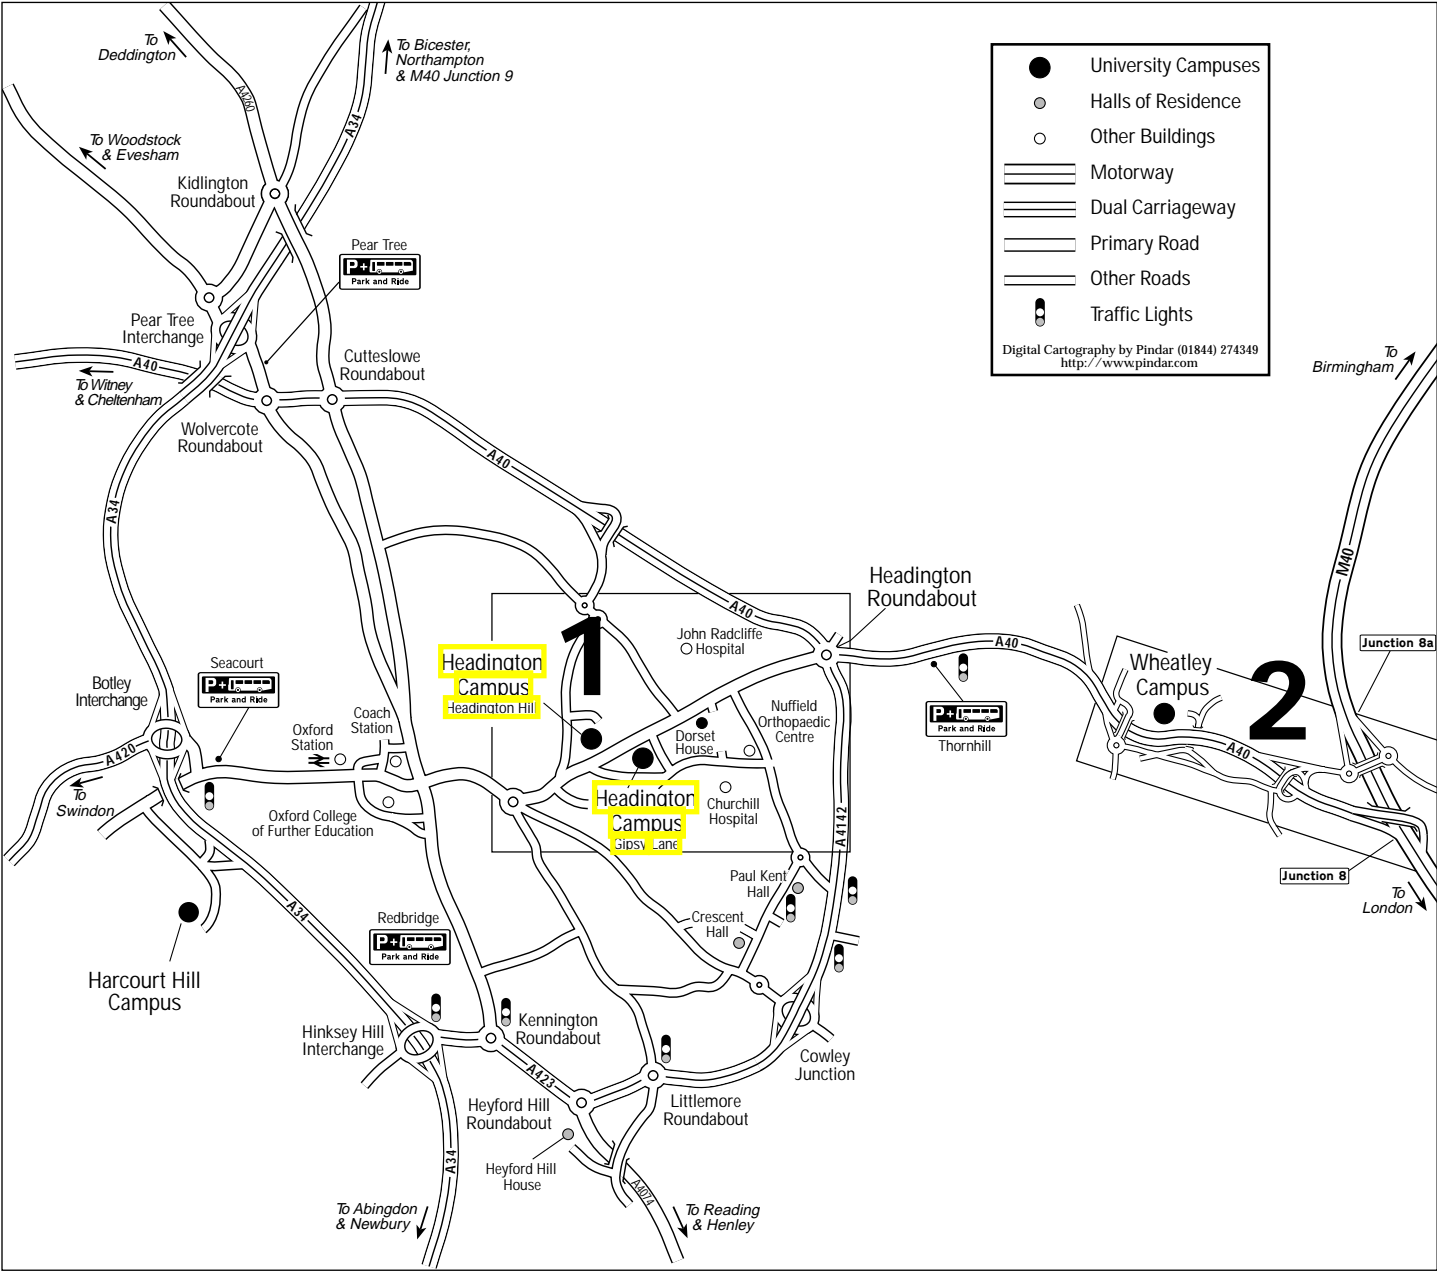 To
Deddington
To Bicester,
Northampton
& M40 Junction 9
A4260
A34
To Woodstock
& Evesham
Kidlington
Roundabout
Pear Tree
P+
Park and Ride
Pear Tree
Interchange
A40
To Witney
& Cheltenham
Cutteslowe
Roundabout
Wolvercote
Roundabout
A40
A34
University Campuses
Halls of Residence
Other Buildings
Motorway
Dual Carriageway
Primary Road
Other Roads
Traffic Lights
Digital Cartography by Pindar (01844) 274349
http://www.pindar.com
To
Birmingham
M40
Headington
Roundabout
A40
1
John Radcliffe
Hospital
Headington
Campus
Headington Hill
A40
Junction 8a
Wheatley
Campus
2
A40
Seacourt
P+
Park and Ride
Botley
Interchange
Oxford
Station
Coach
Station
Dorset
House
Nuffield
Orthopaedic
Centre
P+
Park and Ride
Thornhill
A420
To
Swindon
Oxford College
of Further Education
Headington
Campus
Gipsy Lane
Churchill
Hospital
A4142
Junction 8
To
London
Paul Kent
Hall
Crescent
Hall
A34
Redbridge
P+
Park and Ride
Harcourt Hill
Campus
Hinksey Hill
Interchange
Kennington
Roundabout
A423
Cowley
Junction
Heyford Hill
Roundabout
Littlemore
Roundabout
Heyford Hill
House
A34
A4074
To Abingdon
& Newbury
To Reading
& Henley